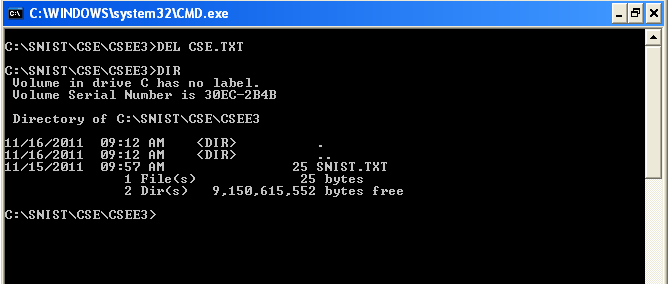 C:\WINDOWS\system32\CMD.exe
C:\SNIST\CSE\CSEE3>DEL CSE.TXT
C:\SNIST\CSE\CSEE3>DIR
Volume in drive C has no label.
Volume Serial Number is 30EC-2B4B
Directory of C:\SNIST\CSE\CSEE3
11/16/2011  09:12 AM    <DIR>          .
11/16/2011  09:12 AM    <DIR>          ..
11/15/2011  09:57 AM                25 SNIST.TXT
1 File(s)             25 bytes
2 Dir(s)   9,150,615,552 bytes free
C:\SNIST\CSE\CSEE3>